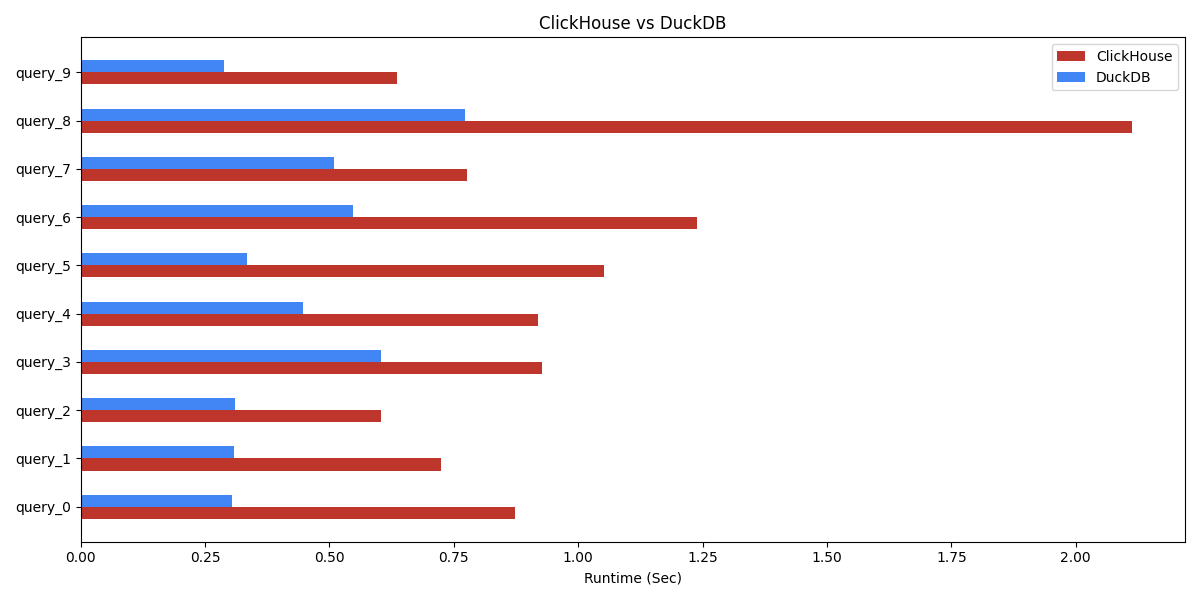 ClickHouse vs DuckDB
ClickHouse
DuckDB
query_9
query_8
query_7
query_6
query_5
query_4
query_3
query_2
query_1
query_0
0.00 0.25 0.50 0.75 1.00 1.25 1.50 1.75 2.00
Runtime (Sec)